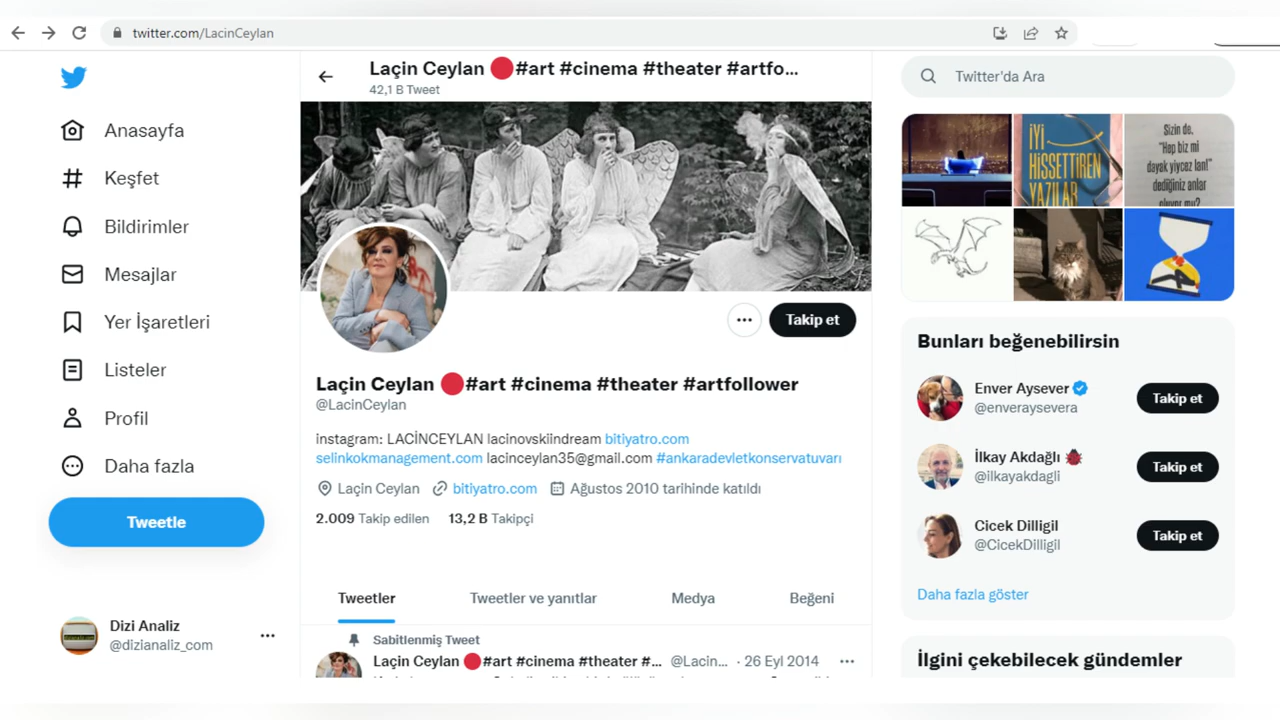 twitter.com/LacinCeylan
Anasayfa
Keşfet
Bildirimler
Mesajlar
Yer İşaretleri
Listeler
Profil
Daha fazla
Tweetle
Dizi Analiz
@dizianaliz_com
Laçin Ceylan 🔴#art #cinema #theater #artfo...
42,1 B Tweet
Takip et
Laçin Ceylan 🔴#art #cinema #theater #artfollower
@LacinCeylan
instagram: LACİNCEYLAN lacinovskiindream bitiyatro.com
selinkokmanagement.com lacinceylan35@gmail.com #ankaradevletkonservatuvarı
Laçin Ceylan bitiyatro.com Ağustos 2010 tarihinde katıldı
2.009 Takip edilen 13,2 B Takipçi
Tweetler Tweetler ve yanıtlar Medya Beğeni
Sabitlenmiş Tweet
Laçin Ceylan 🔴#art #cinema #theater #... @Lacin... · 26 Eyl 2014
Twitter'da Ara
İYİ
HİSSETTİREN
YAZILAR
Sizin de,
"Hep biz mi
dayak yiycez lan!"
dediğiniz anlar
oluyor mu?
Bunları beğenebilirsin
Enver Aysever
@enveraysevera
Takip et
İlkay Akdağlı 🐞
@ilkayakdagli
Takip et
Cicek Dilligil
@CicekDilligil
Takip et
Daha fazla göster
İlgini çekebilecek gündemler